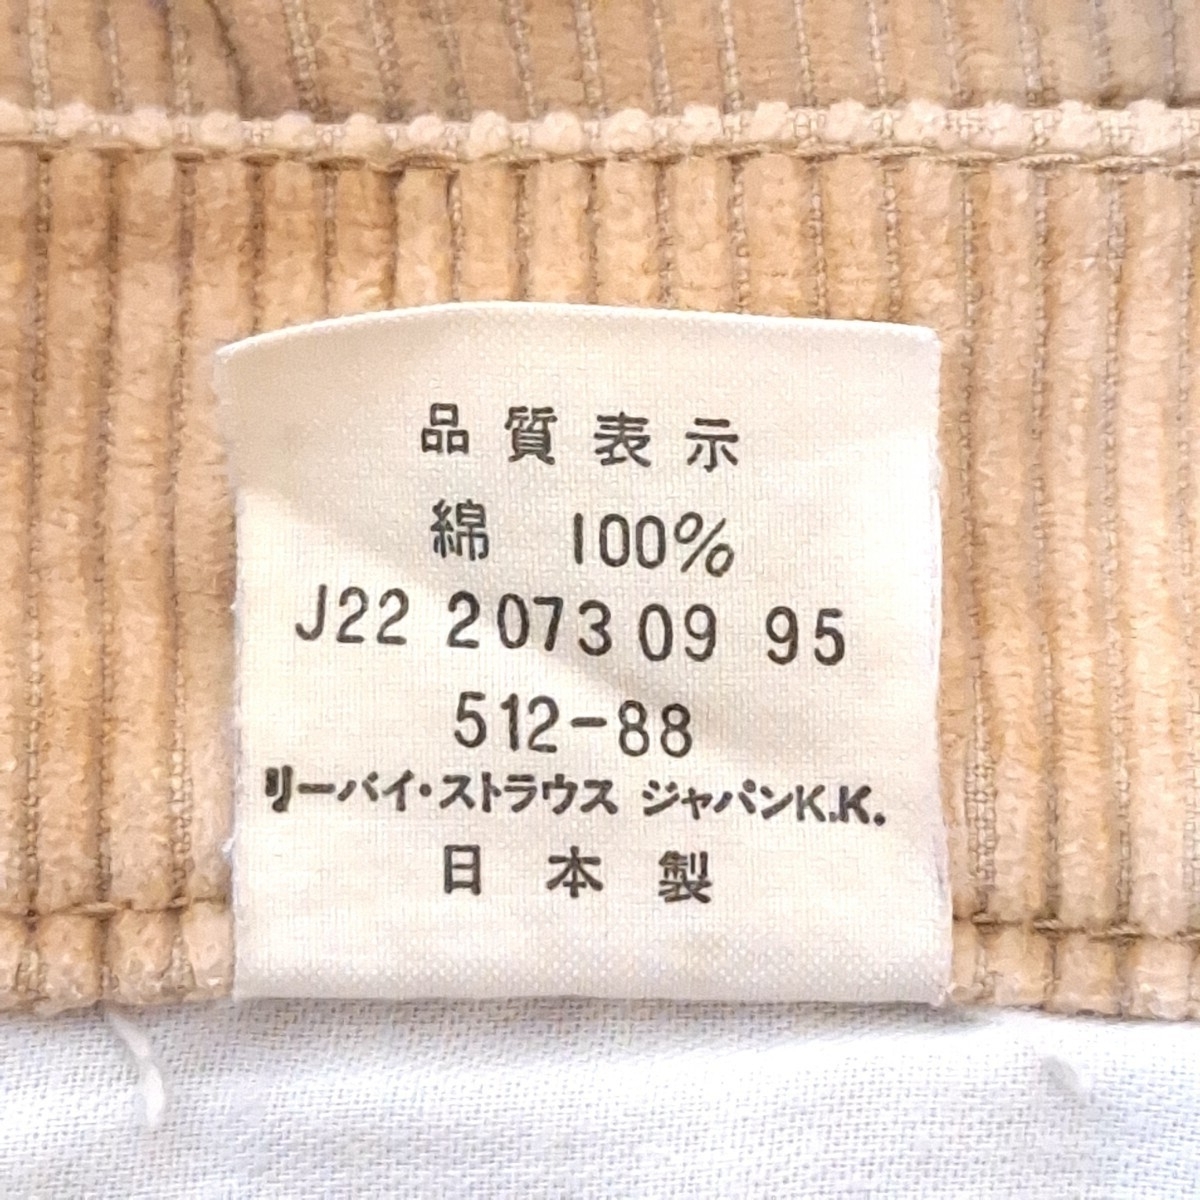 品質表示
綿 100%
J22 2073 09 95
512-88
リーバイ・ストラウス ジャパンK.K.
日本製